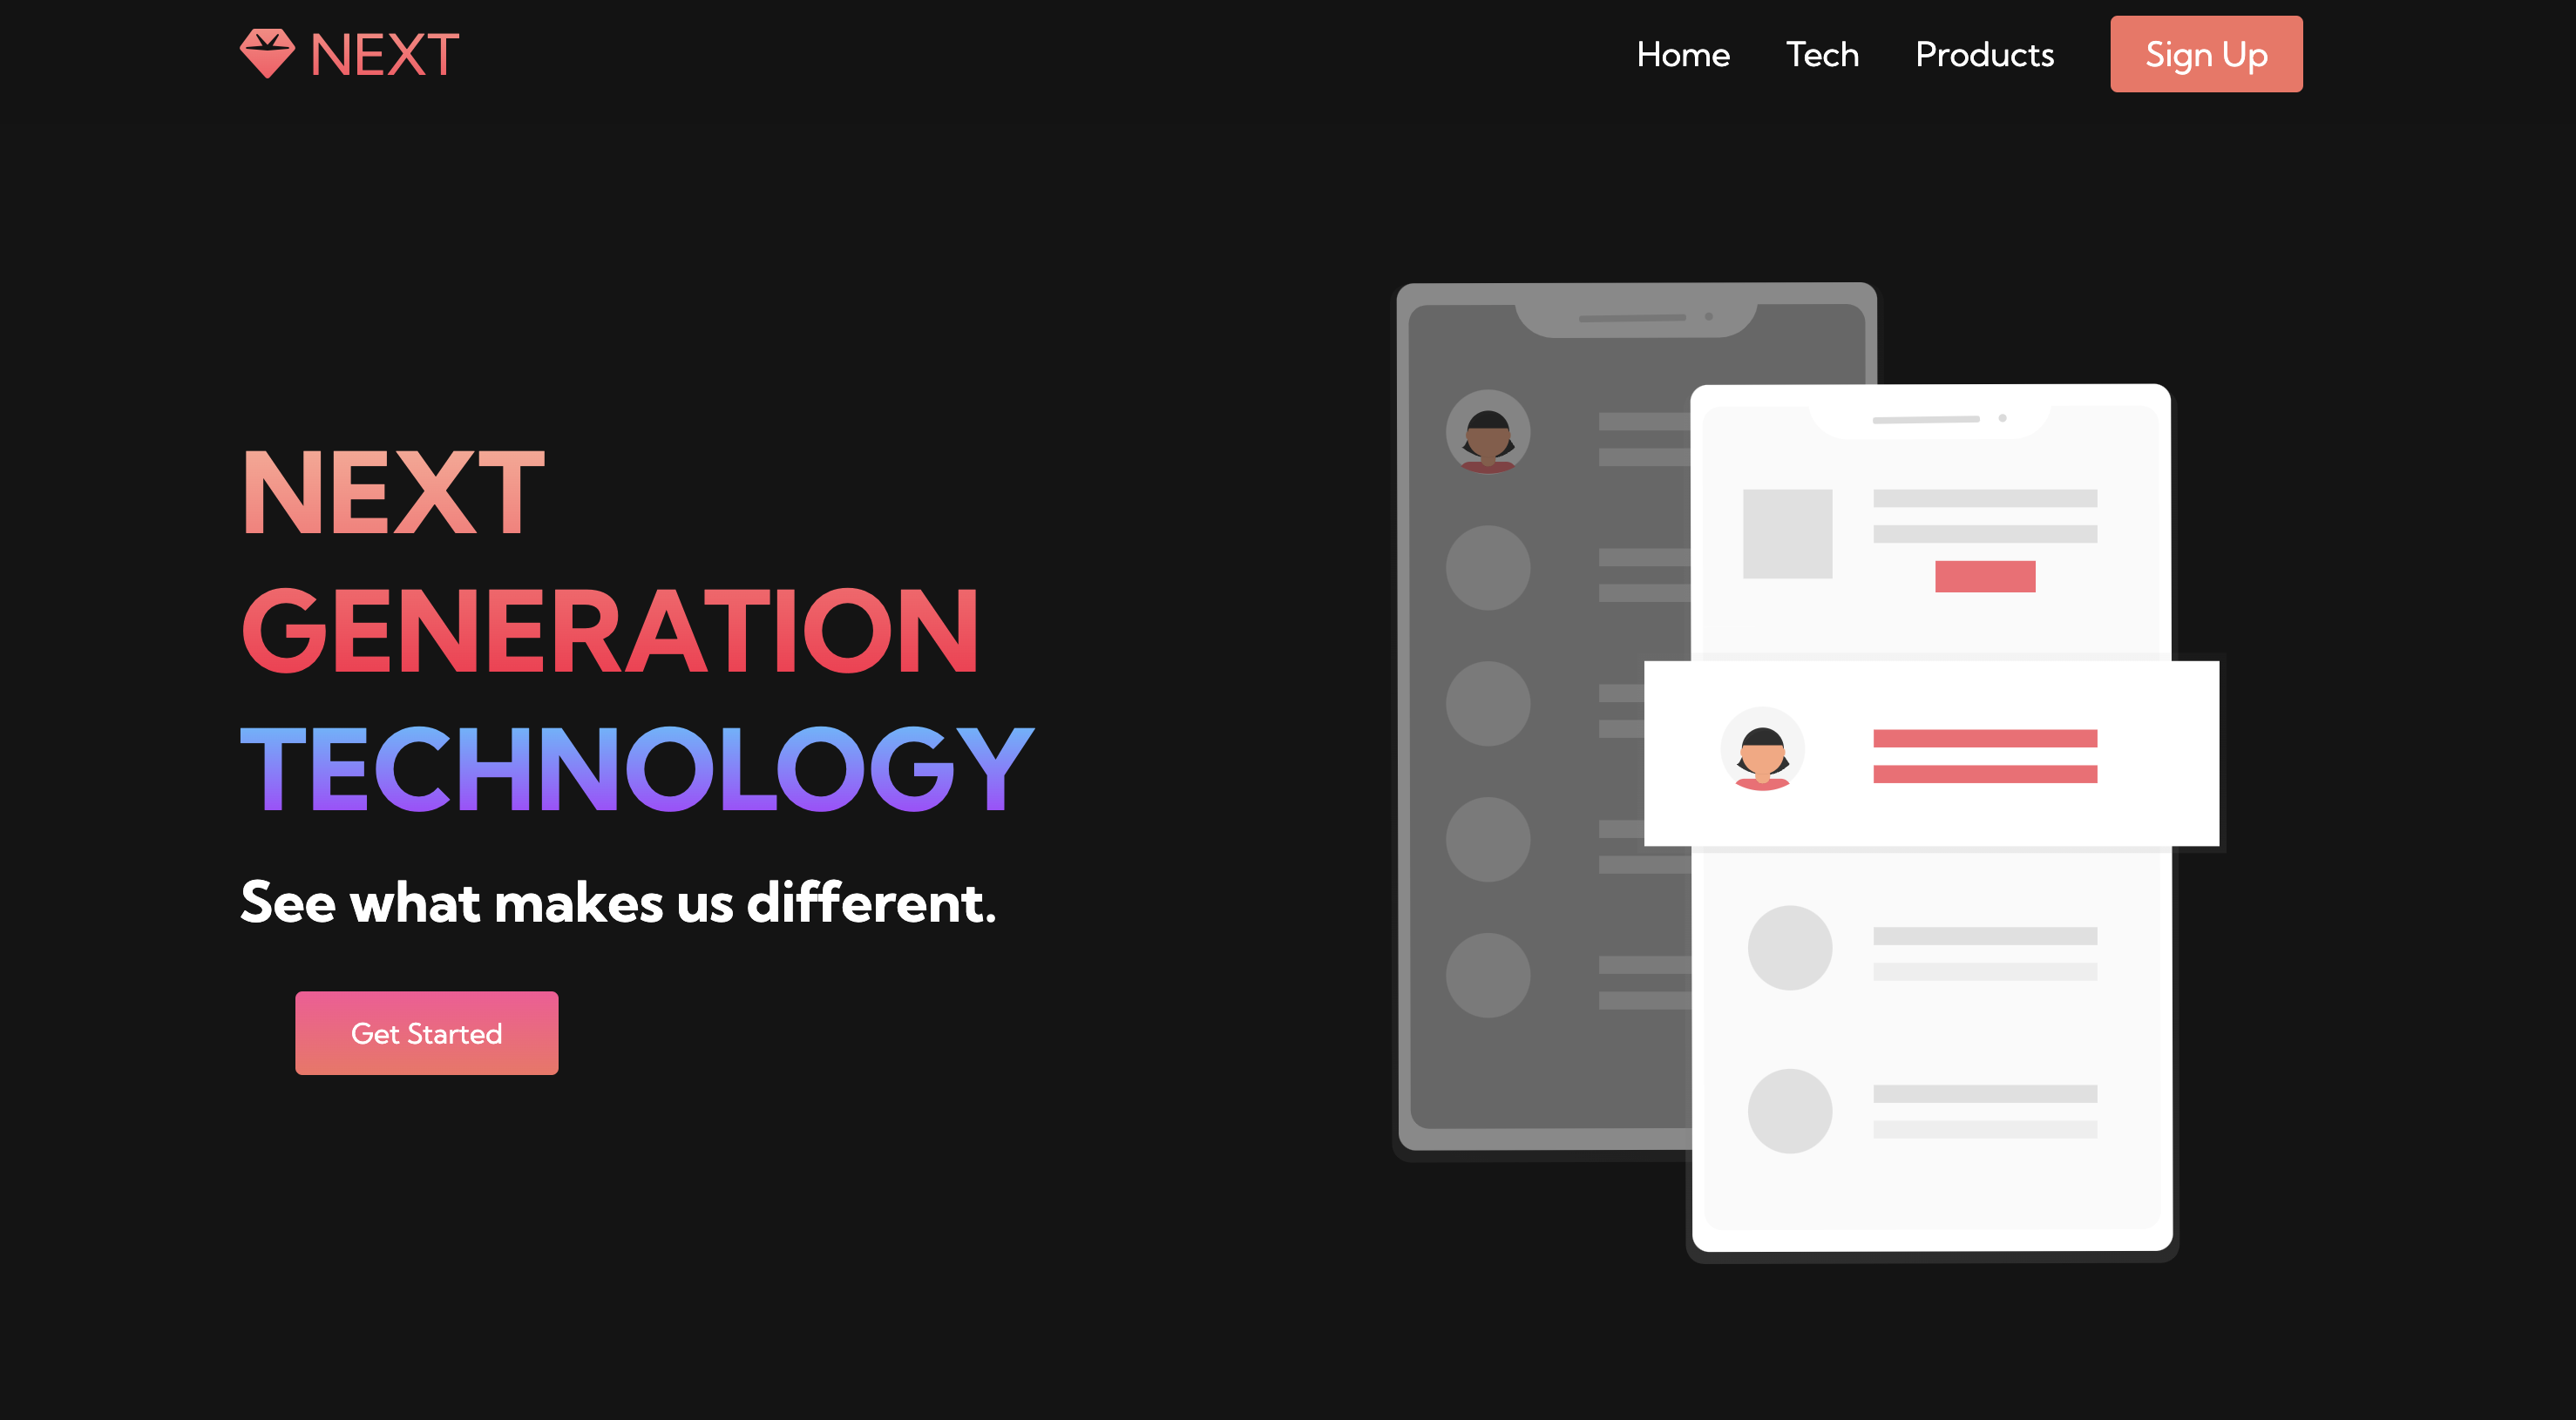 NEXT
Home Tech Products Sign Up
NEXT
GENERATION
TECHNOLOGY
See what makes us different.
Get Started